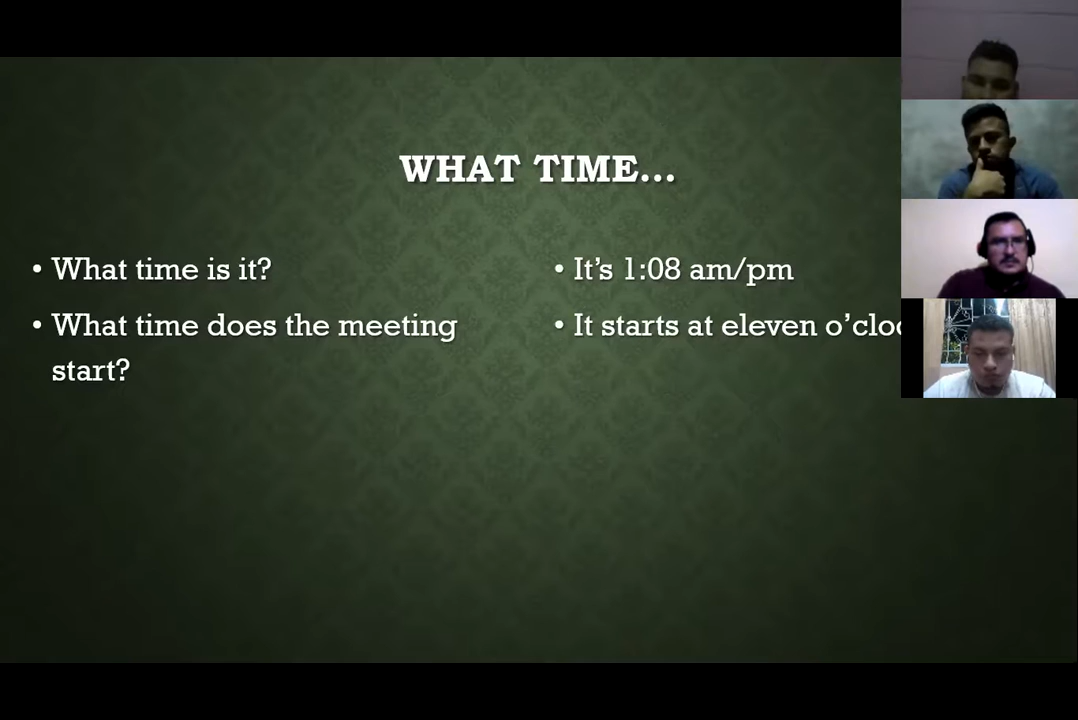 WHAT TIME...
• What time is it?
• What time does the meeting
start?
• It's 1:08 am/pm
• It starts at eleven